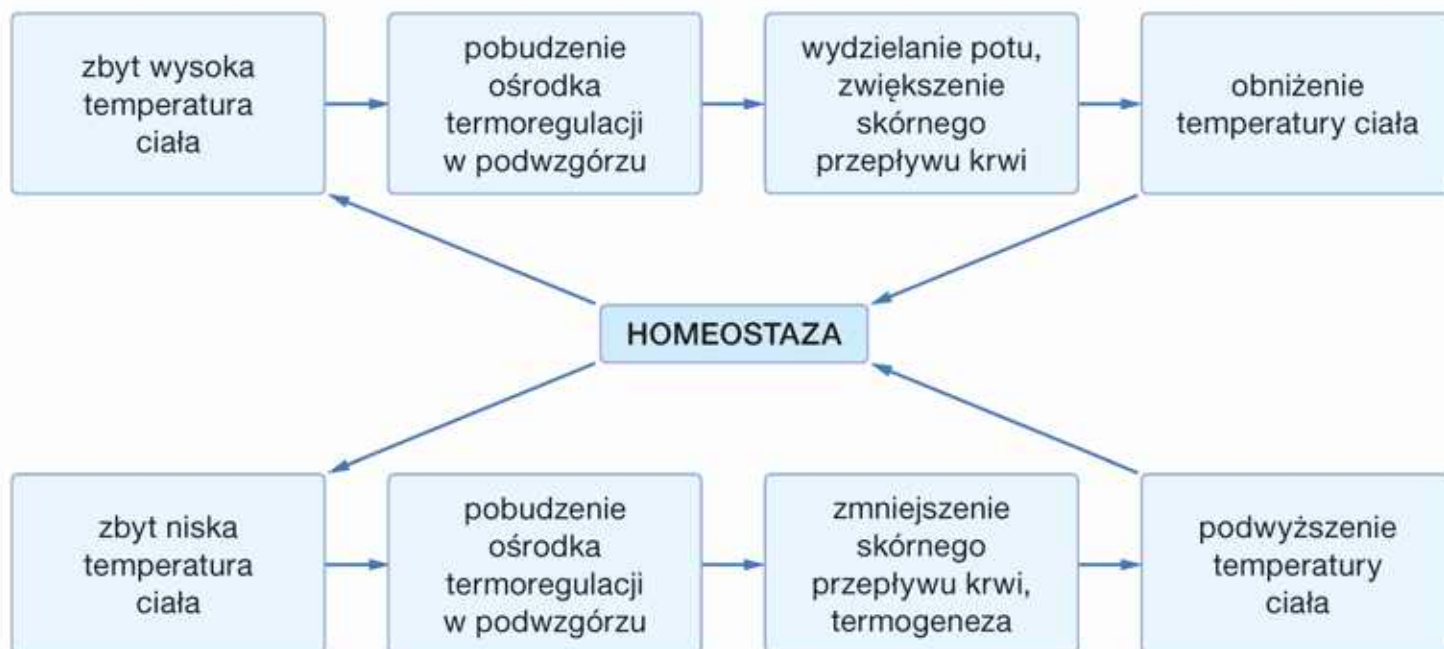 zbyt wysoka
temperatura
ciała
pobudzenie
ośrodka
termoregulacji
w podwzgórzu
wydzielanie potu,
zwiększenie
skórnego
przepływu krwi
obniżenie
temperatury ciała
HOMEOSTAZA
zbyt niska
temperatura
ciała
pobudzenie
ośrodka
termoregulacji
w podwzgórzu
zmniejszenie
skórnego
przepływu krwi,
termogeneza
podwyższenie
temperatury
ciała